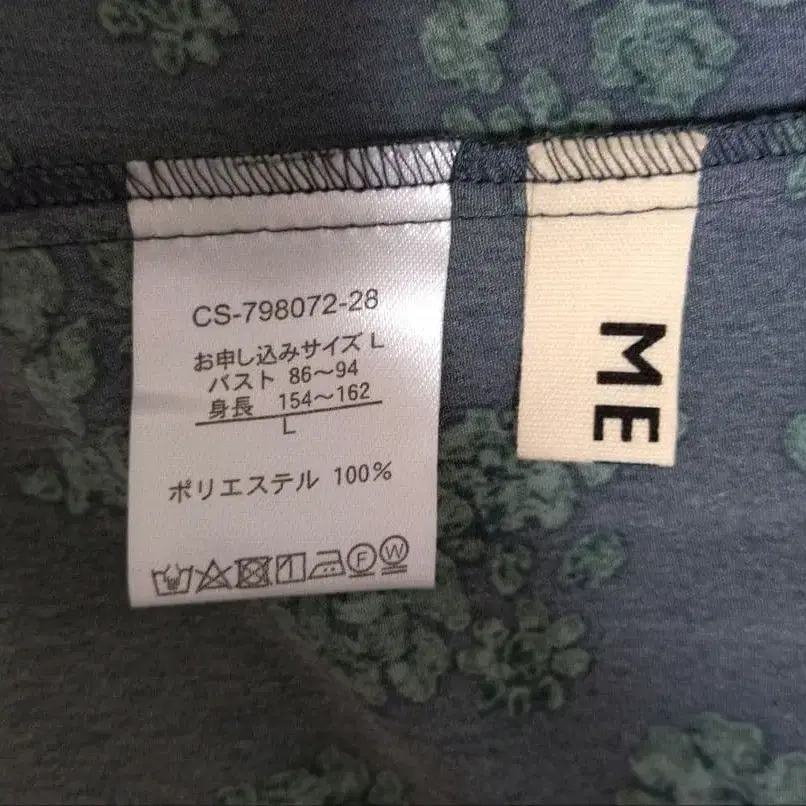 CS-798072-28
お申し込みサイズ L
バスト 86～94
身長 154～162
L
ポリエステル 100%
F W
ME